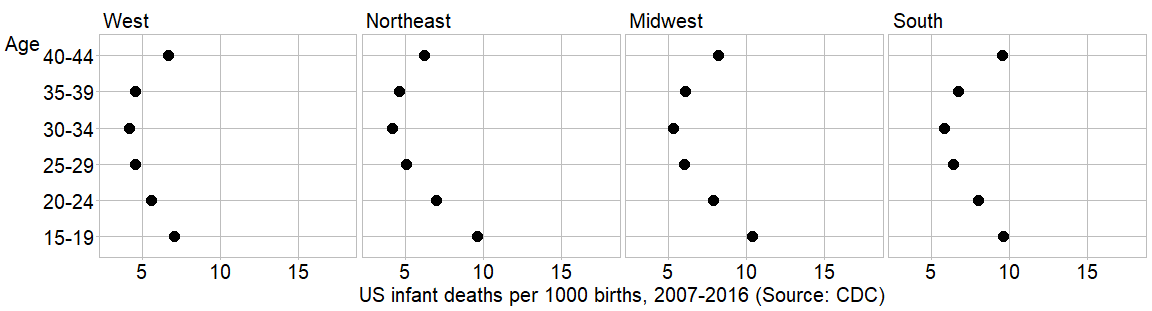 West Northeast Midwest South
Age
40-44
35-39
30-34
25-29
20-24
15-19
5 10 15 5 10 15 5 10 15 5 10 15
US infant deaths per 1000 births, 2007-2016 (Source: CDC)